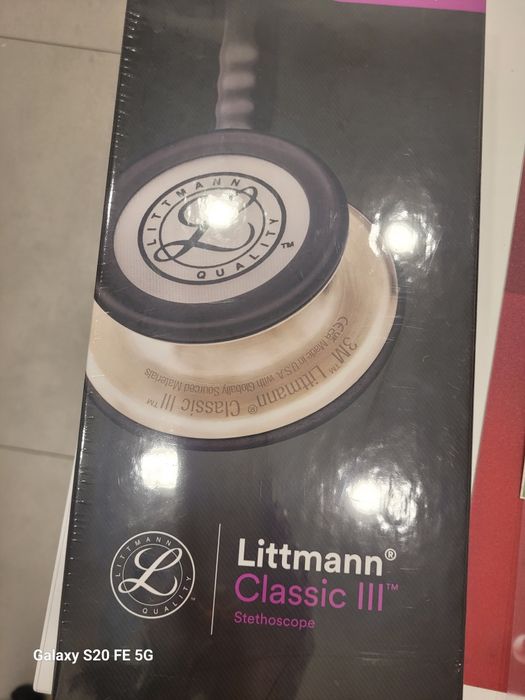 LITTMANN
L
QUALITY™
3M™ Littmann® Classic III™
Made in U.S.A. with Globally Sourced Materials
LITTMANN
L
QUALITY
Littmann®
Classic III™
Stethoscope
Galaxy S20 FE 5G